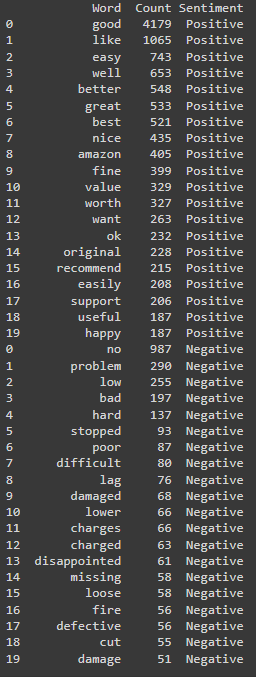 Word Count Sentiment
0 good 4179 Positive
1 like 1065 Positive
2 easy 743 Positive
3 well 653 Positive
4 better 548 Positive
5 great 533 Positive
6 best 521 Positive
7 nice 435 Positive
8 amazon 405 Positive
9 fine 399 Positive
10 value 329 Positive
11 worth 327 Positive
12 want 263 Positive
13 ok 232 Positive
14 original 228 Positive
15 recommend 215 Positive
16 easily 208 Positive
17 support 206 Positive
18 useful 187 Positive
19 happy 187 Positive
0 no 987 Negative
1 problem 290 Negative
2 low 255 Negative
3 bad 197 Negative
4 hard 137 Negative
5 stopped 93 Negative
6 poor 87 Negative
7 difficult 80 Negative
8 lag 76 Negative
9 damaged 68 Negative
10 lower 66 Negative
11 charges 66 Negative
12 charged 63 Negative
13 disappointed 61 Negative
14 missing 58 Negative
15 loose 58 Negative
16 fire 56 Negative
17 defective 56 Negative
18 cut 55 Negative
19 damage 51 Negative